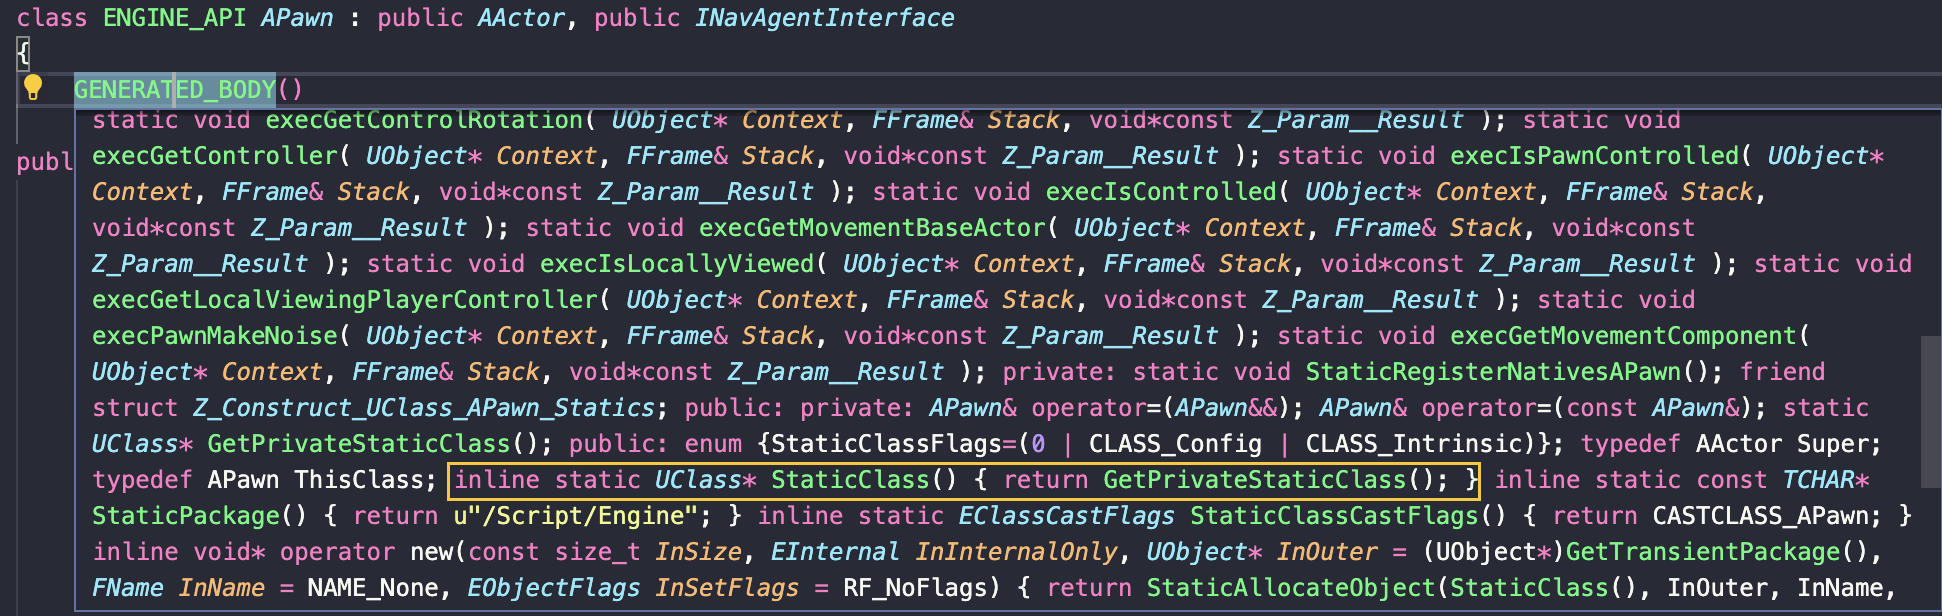 class ENGINE_API APawn : public AActor, public INavAgentInterface
{
GENERATED_BODY()
static void execGetControlRotation( UObject* Context, FFrame& Stack, void*const Z_Param__Result ); static void
publ execGetController( UObject* Context, FFrame& Stack, void*const Z_Param__Result ); static void execIsPawnControlled( UObject*
Context, FFrame& Stack, void*const Z_Param__Result ); static void execIsControlled( UObject* Context, FFrame& Stack,
void*const Z_Param__Result ); static void execGetMovementBaseActor( UObject* Context, FFrame& Stack, void*const
Z_Param__Result ); static void execIsLocallyViewed( UObject* Context, FFrame& Stack, void*const Z_Param__Result ); static void
execGetLocalViewingPlayerController( UObject* Context, FFrame& Stack, void*const Z_Param__Result ); static void
execPawnMakeNoise( UObject* Context, FFrame& Stack, void*const Z_Param__Result ); static void execGetMovementComponent(
UObject* Context, FFrame& Stack, void*const Z_Param__Result ); private: static void StaticRegisterNativesAPawn(); friend
struct Z_Construct_UClass_APawn_Statics; public: private: APawn& operator=(APawn&&); APawn& operator=(const APawn&); static
UClass* GetPrivateStaticClass(); public: enum {StaticClassFlags=(0 | CLASS_Config | CLASS_Intrinsic)}; typedef AActor Super;
typedef APawn ThisClass; inline static UClass* StaticClass() { return GetPrivateStaticClass(); } inline static const TCHAR*
StaticPackage() { return u"/Script/Engine"; } inline static EClassCastFlags StaticClassCastFlags() { return CASTCLASS_APawn; }
inline void* operator new(const size_t InSize, EInternal InInternalOnly, UObject* InOuter = (UObject*)GetTransientPackage(),
FName InName = NAME_None, EObjectFlags InSetFlags = RF_NoFlags) { return StaticAllocateObject(StaticClass(), InOuter, InName,